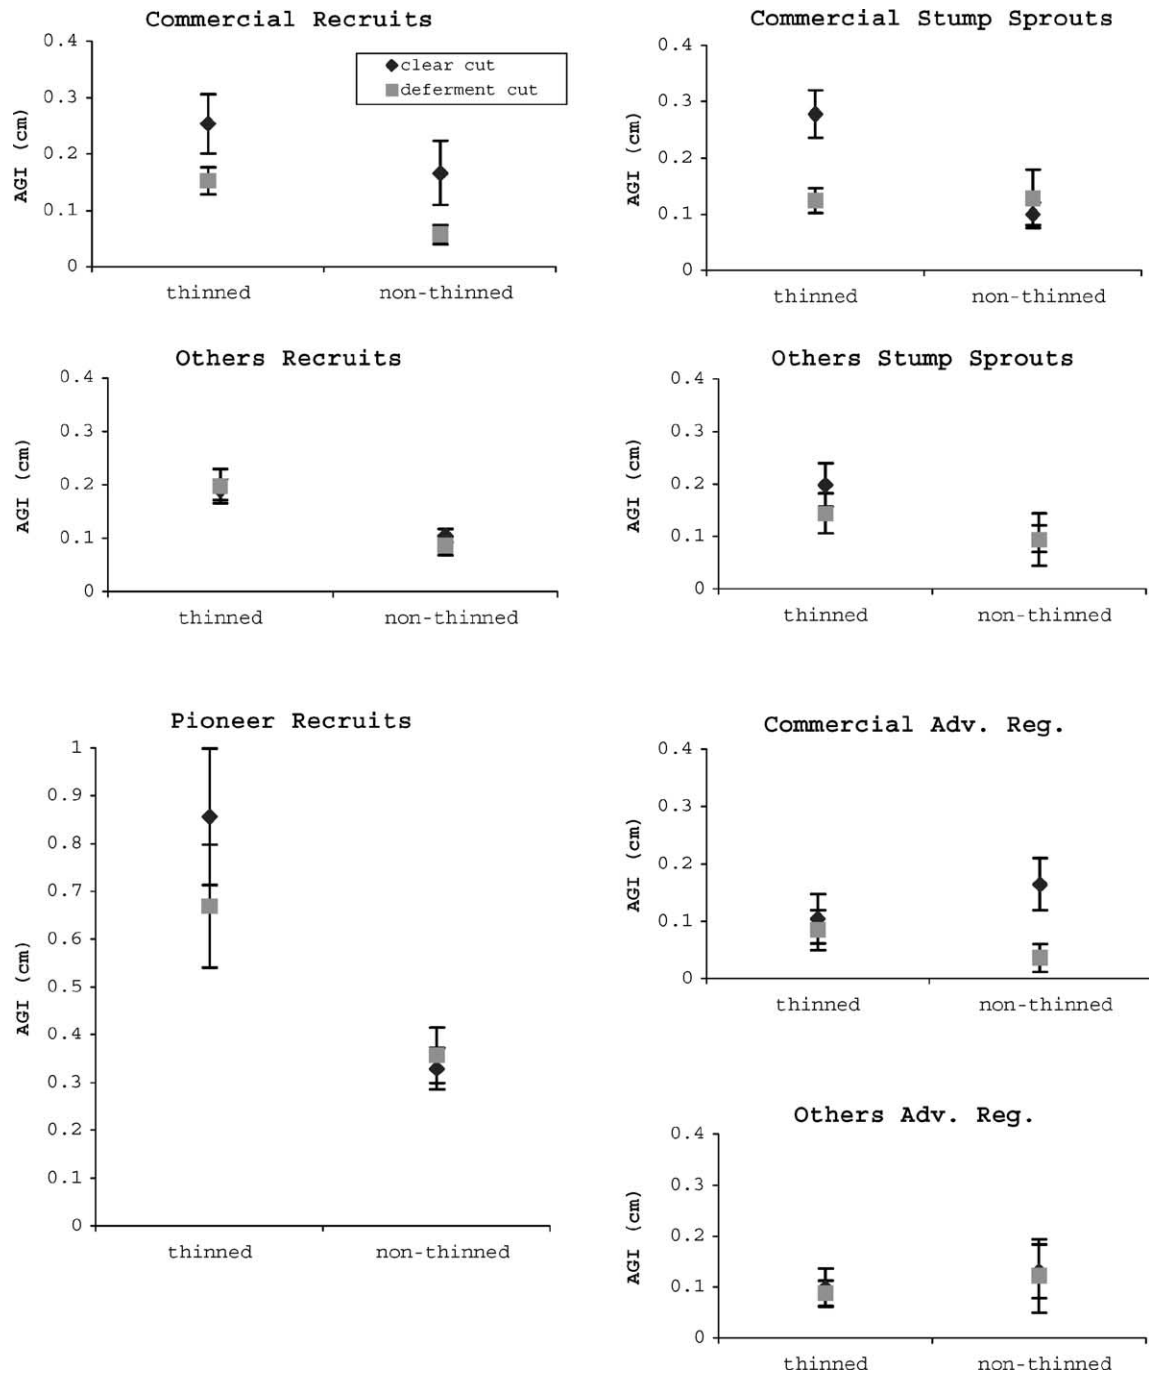 Commercial Recruits
0.4
0.3
0.2
0.1
0
AGI (cm)
clear cut
deferment cut
thinned
non-thinned
Commercial Stump Sprouts
0.4
0.3
0.2
0.1
0
AGI (cm)
thinned
non-thinned
Others Recruits
0.4
0.3
0.2
0.1
0
AGI (cm)
thinned
non-thinned
Others Stump Sprouts
0.4
0.3
0.2
0.1
0
AGI (cm)
thinned
non-thinned
Pioneer Recruits
1
0.9
0.8
0.7
0.6
0.5
0.4
0.3
0.2
0.1
0
AGI (cm)
thinned
non-thinned
Commercial Adv. Reg.
0.4
0.3
0.2
0.1
0
AGI (cm)
thinned
non-thinned
Others Adv. Reg.
0.4
0.3
0.2
0.1
0
AGI (cm)
thinned
non-thinned